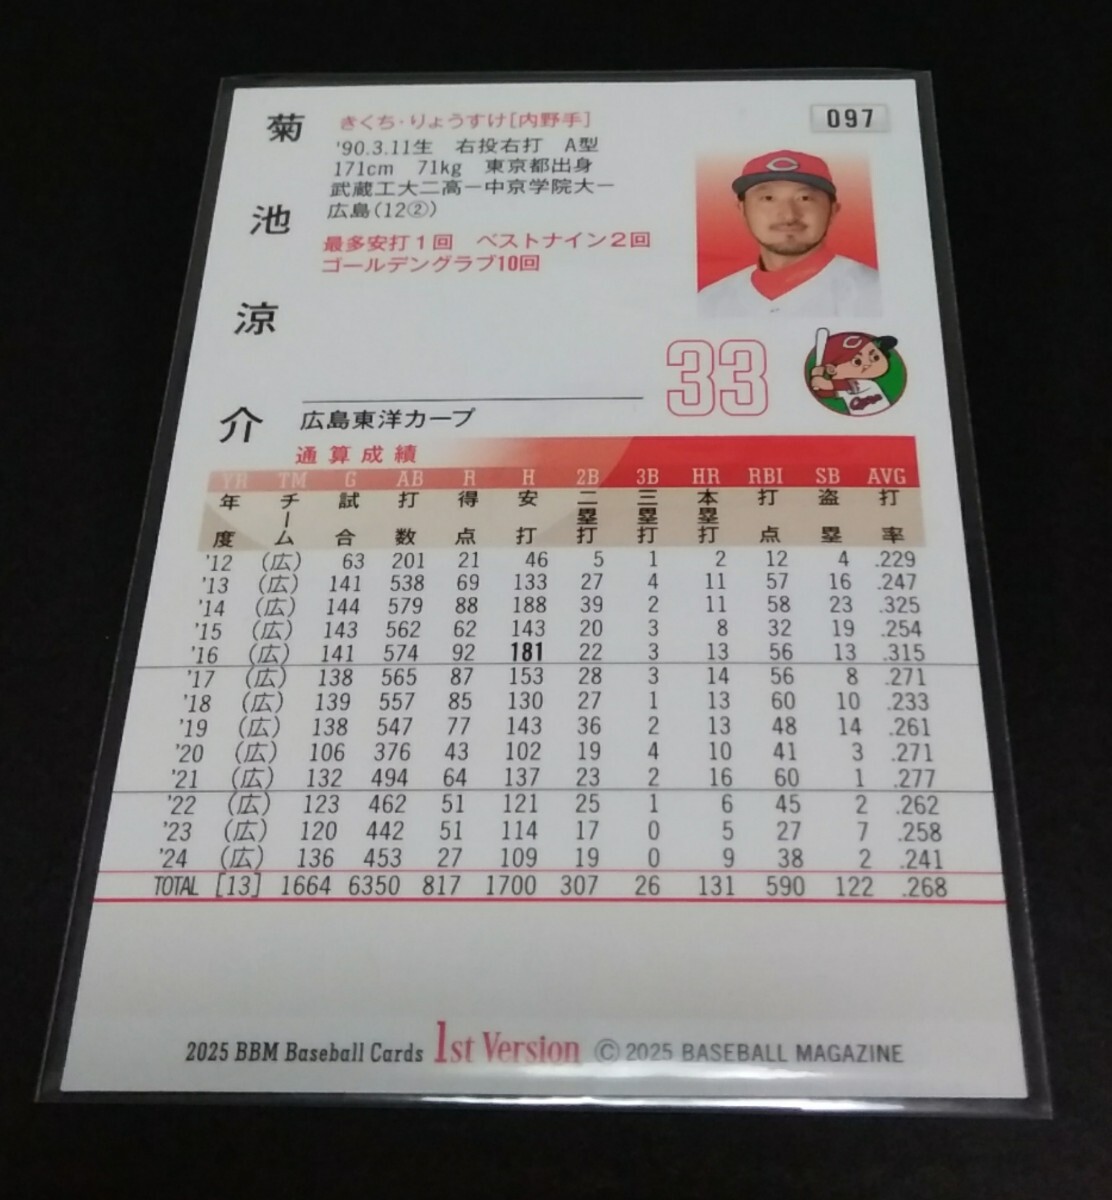 097
菊池涼介
きくち・りょうすけ[内野手]
'90.3.11生 右投右打 A型
171cm 71kg 東京都出身
武蔵工大二高ー中京学院大ー
広島(12②)
最多安打1回 ベストナイン2回
ゴールデングラブ10回
33
広島東洋カープ
通算成績
YR TM G AB R H 2B 3B HR RBI SB AVG
年度 チーム 試合 打数 得点 安打 二塁打 三塁打 本塁打 打点 盗塁 打率
'12 (広) 63 201 21 46 5 1 2 12 4 .229
'13 (広) 141 538 69 133 27 4 11 57 16 .247
'14 (広) 144 579 88 188 39 2 11 58 23 .325
'15 (広) 143 562 62 143 20 3 8 32 19 .254
'16 (広) 141 574 92 181 22 3 13 56 13 .315
'17 (広) 138 565 87 153 28 3 14 56 8 .271
'18 (広) 139 557 85 130 27 1 13 60 10 .233
'19 (広) 138 547 77 143 36 2 13 48 14 .261
'20 (広) 106 376 43 102 19 4 10 41 3 .271
'21 (広) 132 494 64 137 23 2 16 60 1 .277
'22 (広) 123 462 51 121 25 1 6 45 2 .262
'23 (広) 120 442 51 114 17 0 5 27 7 .258
'24 (広) 136 453 27 109 19 0 9 38 2 .241
TOTAL [13] 1664 6350 817 1700 307 26 131 590 122 .268
2025 BBM Baseball Cards 1st Version © 2025 BASEBALL MAGAZINE